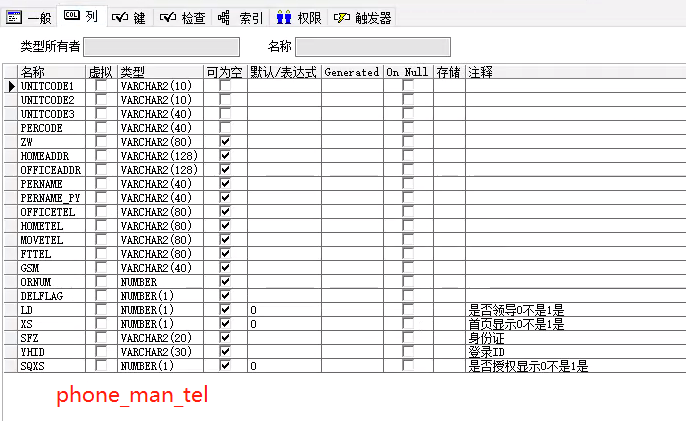 一般 列 键 检查 索引 权限 触发器
类型所有者 名称
名称 虚拟 类型 可为空 默认/表达式 Generated On Null 存储 注释
UNITCODE1 VARCHAR2(10)
UNITCODE2 VARCHAR2(10)
UNITCODE3 VARCHAR2(40)
PERCODE VARCHAR2(40)
ZW VARCHAR2(80)
HOMEADDR VARCHAR2(128)
OFFICEADDR VARCHAR2(128)
PERNAME VARCHAR2(40)
PERNAME_PY VARCHAR2(40)
OFFICETEL VARCHAR2(80)
HOMETEL VARCHAR2(80)
MOVETEL VARCHAR2(80)
FTTEL VARCHAR2(80)
GSM VARCHAR2(40)
ORNUM NUMBER
DELFLAG NUMBER(1)
LD NUMBER(1) 0 是否领导0不是1是
XS NUMBER(1) 0 首页显示0不是1是
SFZ VARCHAR2(20) 身份证
YHID VARCHAR2(30) 登录ID
SQXS NUMBER(1) 0 是否授权显示0不是1是
phone_man_tel